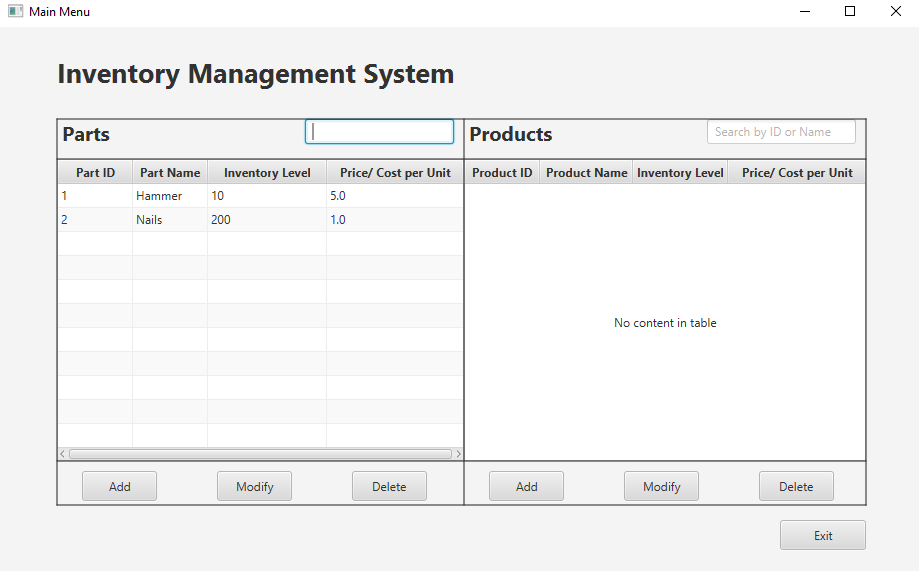 Main Menu
Inventory Management System
Parts
Part ID Part Name Inventory Level Price/ Cost per Unit
1 Hammer 10 5.0
2 Nails 200 1.0
Add Modify Delete
Products
Search by ID or Name
Product ID Product Name Inventory Level Price/ Cost per Unit
No content in table
Add Modify Delete
Exit